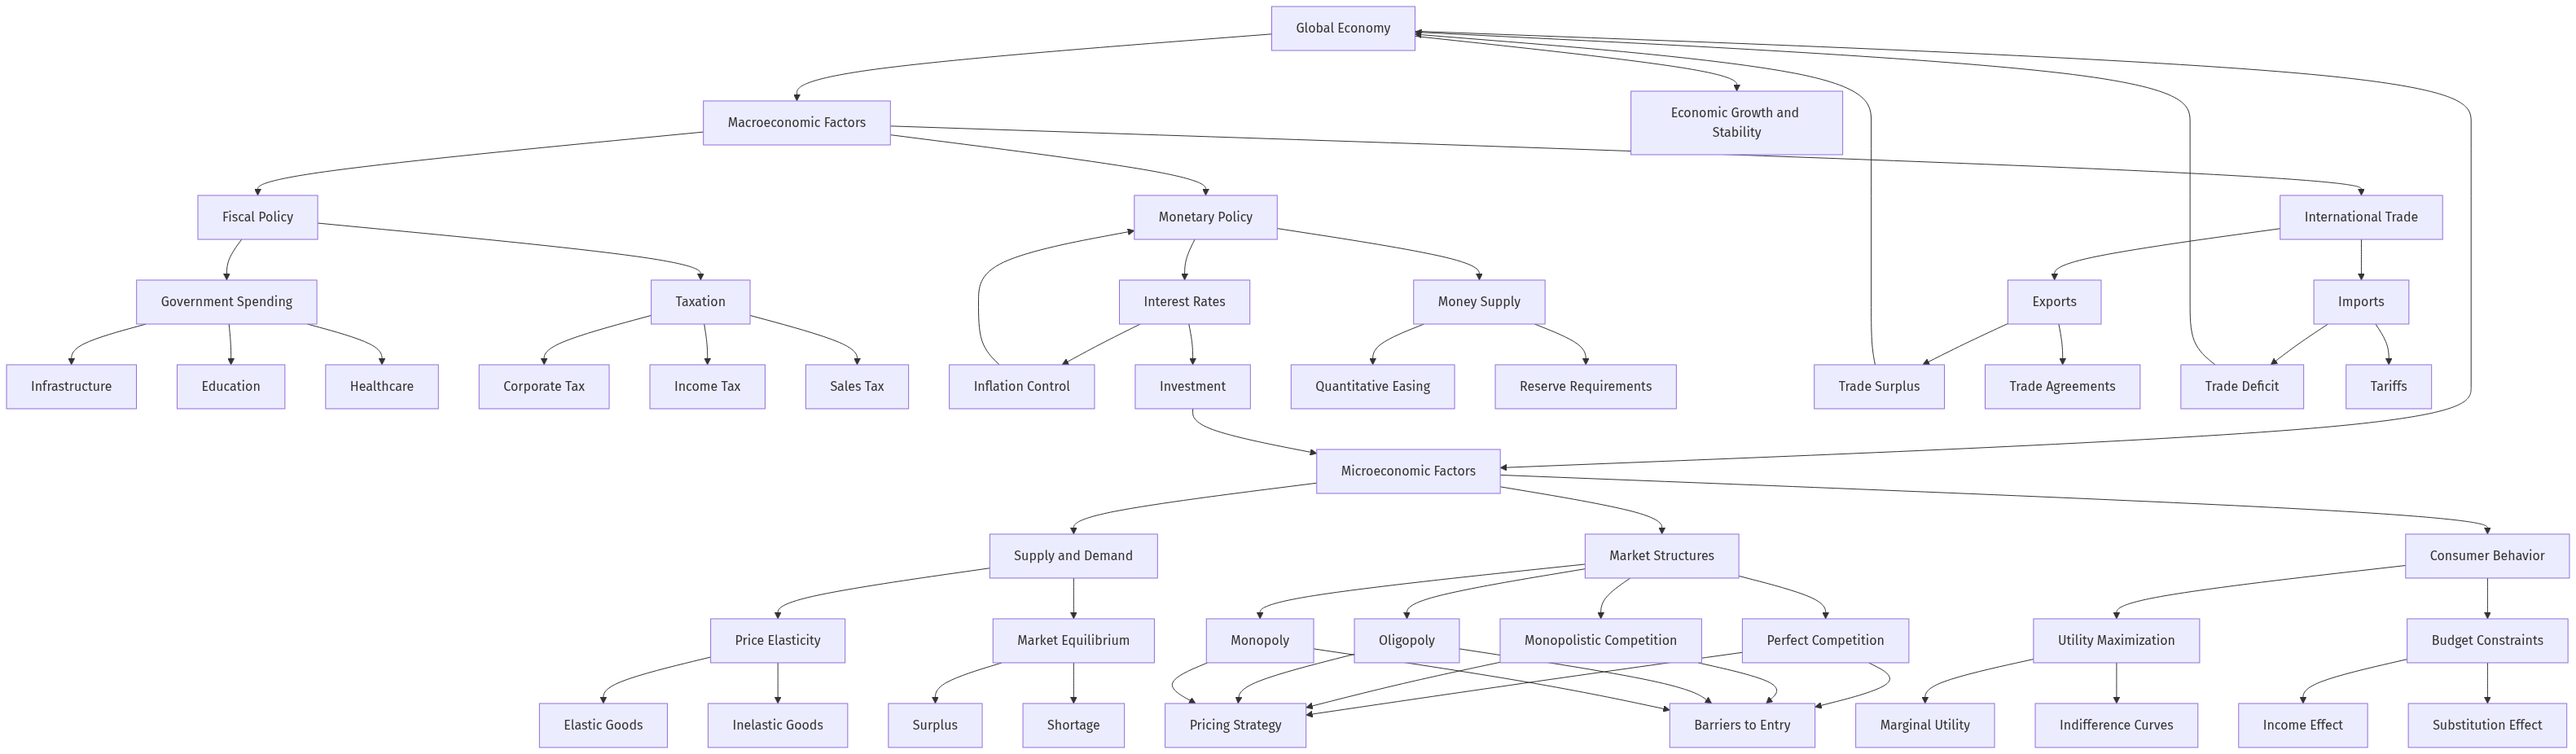 Global Economy
Macroeconomic Factors
Economic Growth and
Stability
Fiscal Policy
Monetary Policy
International Trade
Government Spending
Taxation
Interest Rates
Money Supply
Exports
Imports
Infrastructure
Education
Healthcare
Corporate Tax
Income Tax
Sales Tax
Inflation Control
Investment
Quantitative Easing
Reserve Requirements
Trade Surplus
Trade Agreements
Trade Deficit
Tariffs
Microeconomic Factors
Supply and Demand
Market Structures
Consumer Behavior
Price Elasticity
Market Equilibrium
Monopoly
Oligopoly
Monopolistic Competition
Perfect Competition
Utility Maximization
Budget Constraints
Elastic Goods
Inelastic Goods
Surplus
Shortage
Pricing Strategy
Barriers to Entry
Marginal Utility
Indifference Curves
Income Effect
Substitution Effect